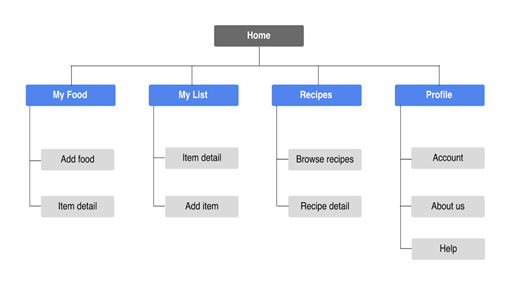 Home
My Food
My List
Recipes
Profile
Add food
Item detail
Browse recipes
Account
Item detail
Add item
Recipe detail
About us
Help